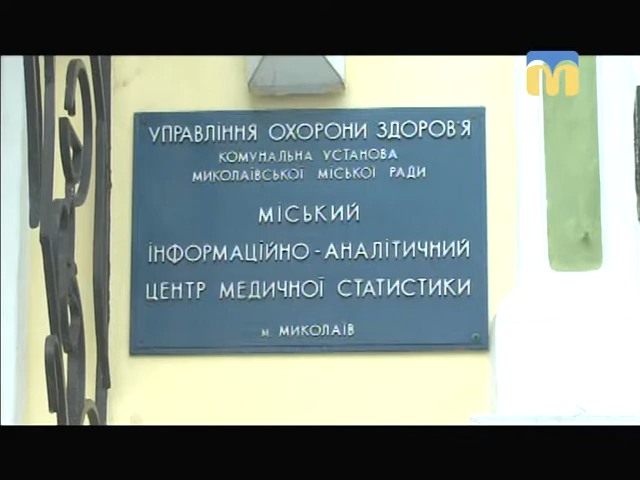 УПРАВЛІННЯ ОХОРОНИ ЗДОРОВ'Я
КОМУНАЛЬНА УСТАНОВА
МИКОЛАЇВСЬКОЇ МІСЬКОЇ РАДИ
МІСЬКИЙ
ІНФОРМАЦІЙНО-АНАЛІТИЧНИЙ
ЦЕНТР МЕДИЧНОЇ СТАТИСТИКИ
м. МИКОЛАЇВ